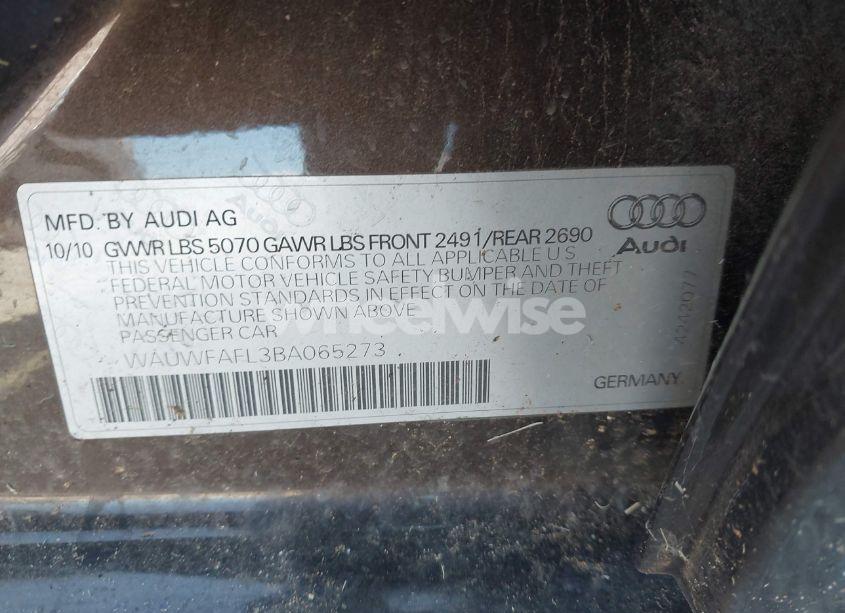 MFD. BY AUDI AG
10/10 GVWR LBS 5070 GAWR LBS FRONT 2491/REAR 2690
THIS VEHICLE CONFORMS TO ALL APPLICABLE U S
FEDERAL MOTOR VEHICLE SAFETY BUMPER AND THEFT
PREVENTION STANDARDS IN EFFECT ON THE DATE OF
MANUFACTURE SHOWN ABOVE
PASSENGER CAR
WAUWFAFL3BA065273
Audi
4242077
GERMANY
wheelwise